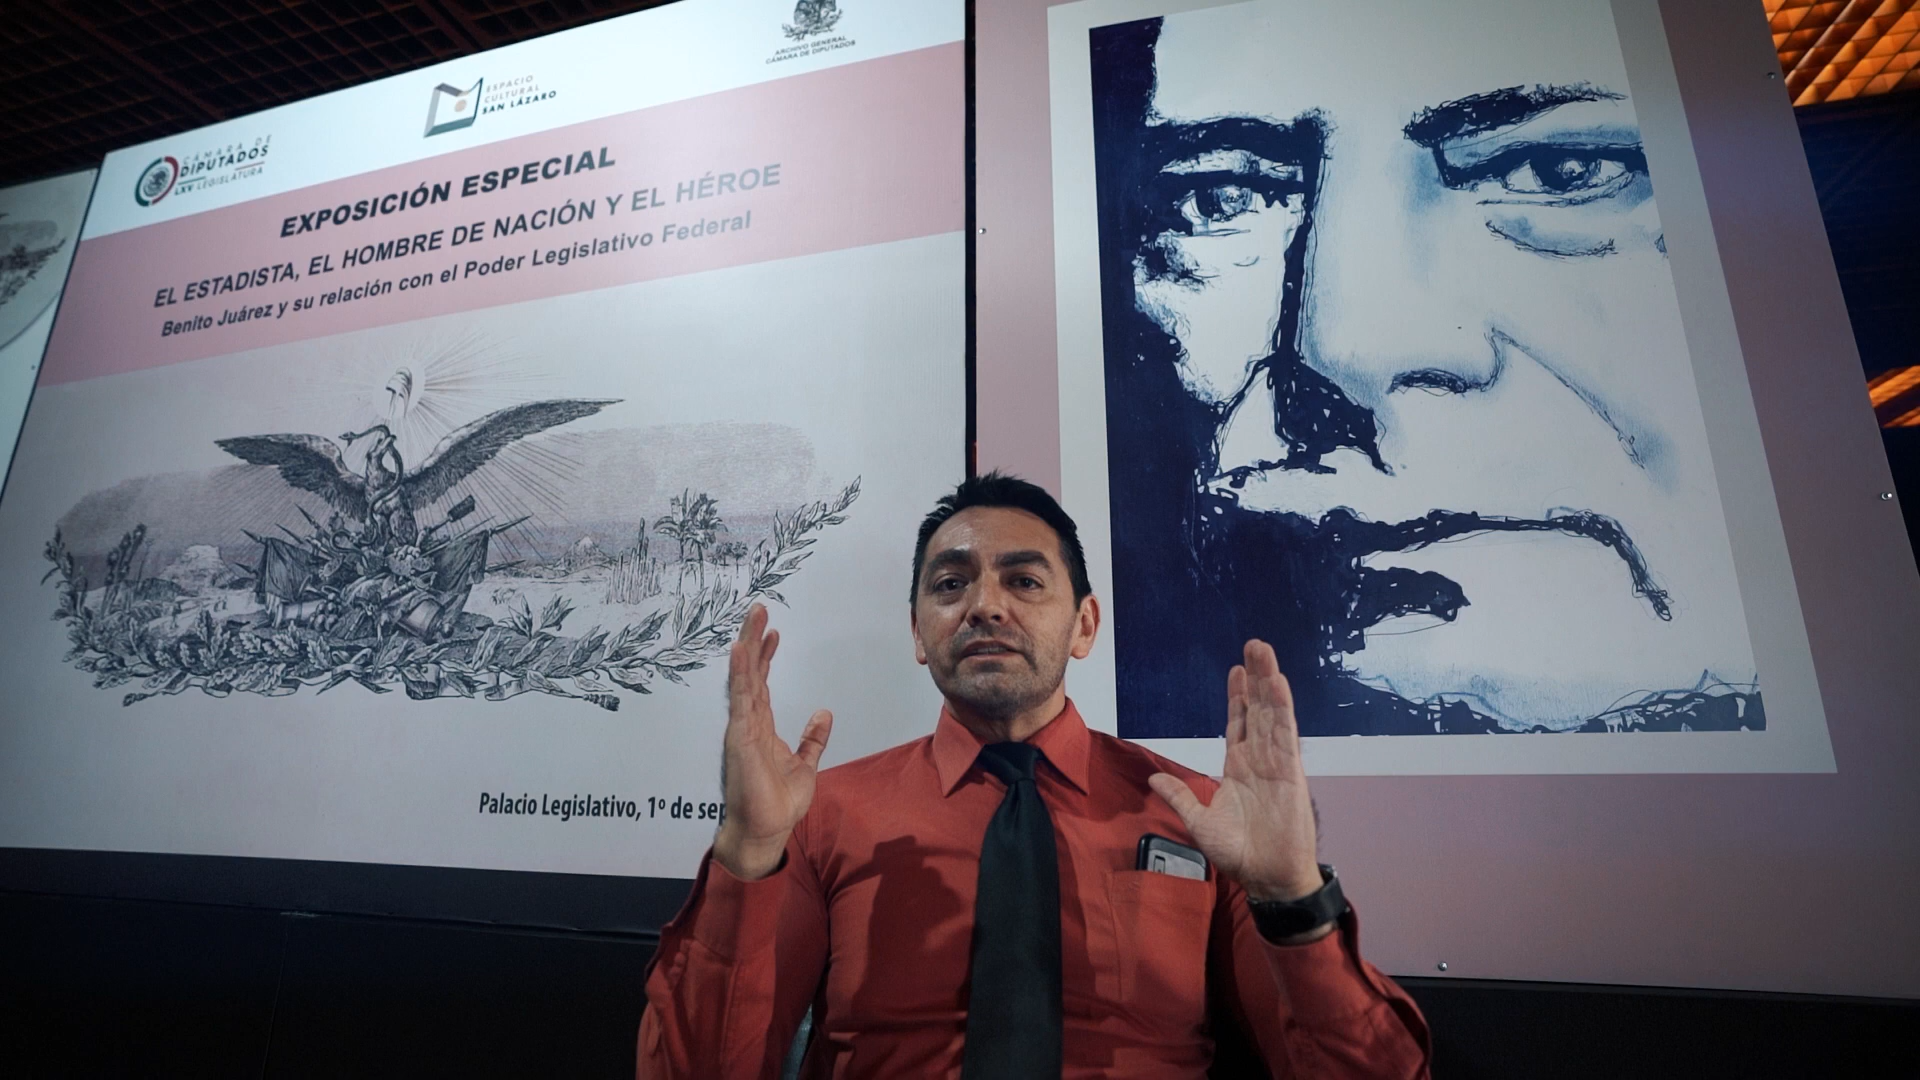 ARCHIVO GENERAL
CÁMARA DE DIPUTADOS
ESPACIO
CULTURAL
SAN LÁZARO
CÁMARA DE
DIPUTADOS
LXV LEGISLATURA
EXPOSICIÓN ESPECIAL
EL ESTADISTA, EL HOMBRE DE NACIÓN Y EL HÉROE
Benito Juárez y su relación con el Poder Legislativo Federal
Palacio Legislativo, 1º de sep